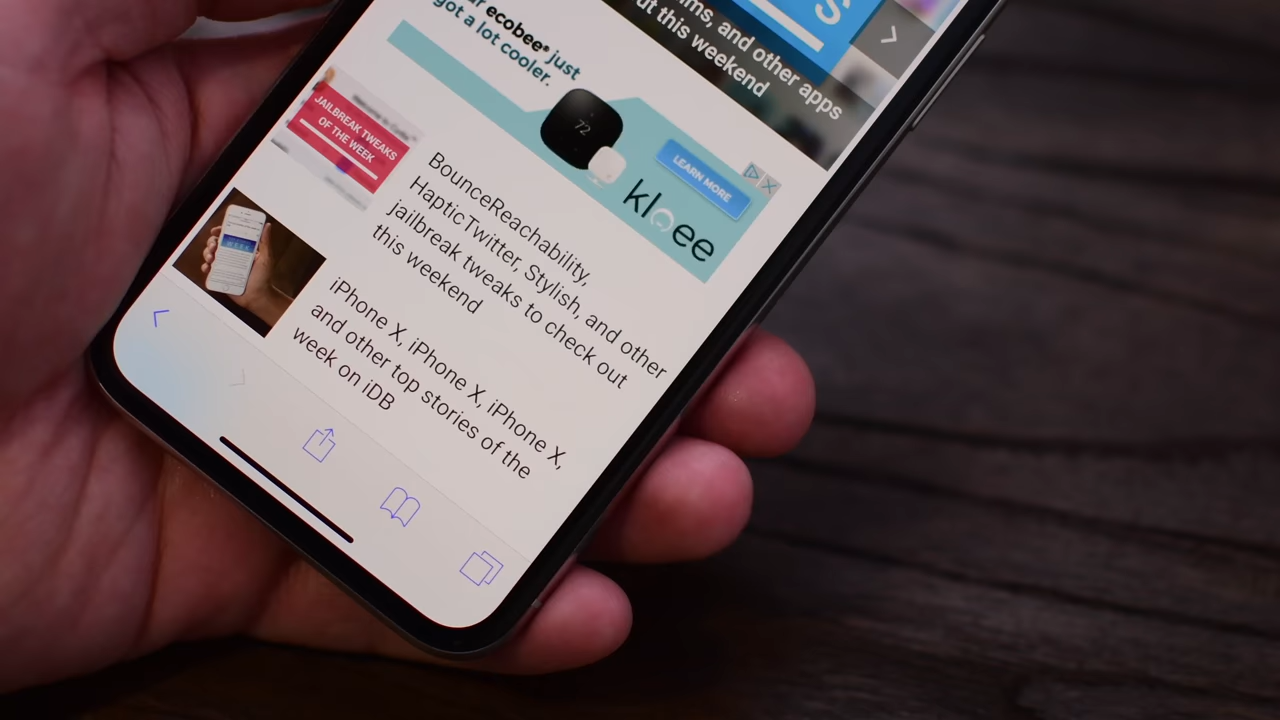 ms, and other apps
ut this weekend
ecobee® just
got a lot cooler.
72
LEARN MORE
klove
JAILBREAK TWEAKS
OF THE WEEK
BounceReachability,
HapticTwitter, Stylish, and other
jailbreak tweaks to check out
this weekend
iPhone X, iPhone X, iPhone X,
and other top stories of the
week on iDB